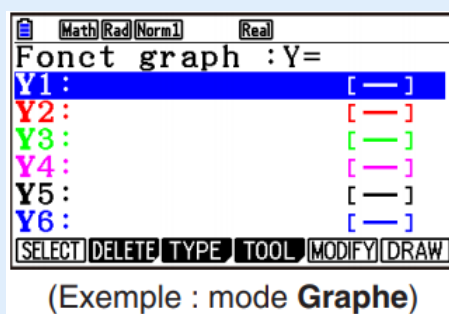 Math Rad Norm1 Real
Fonct graph :Y=
Y1: [—]
Y2: [—]
Y3: [—]
Y4: [—]
Y5: [—]
Y6: [—]
SELECT DELETE TYPE TOOL MODIFY DRAW
(Exemple : mode Graphe)